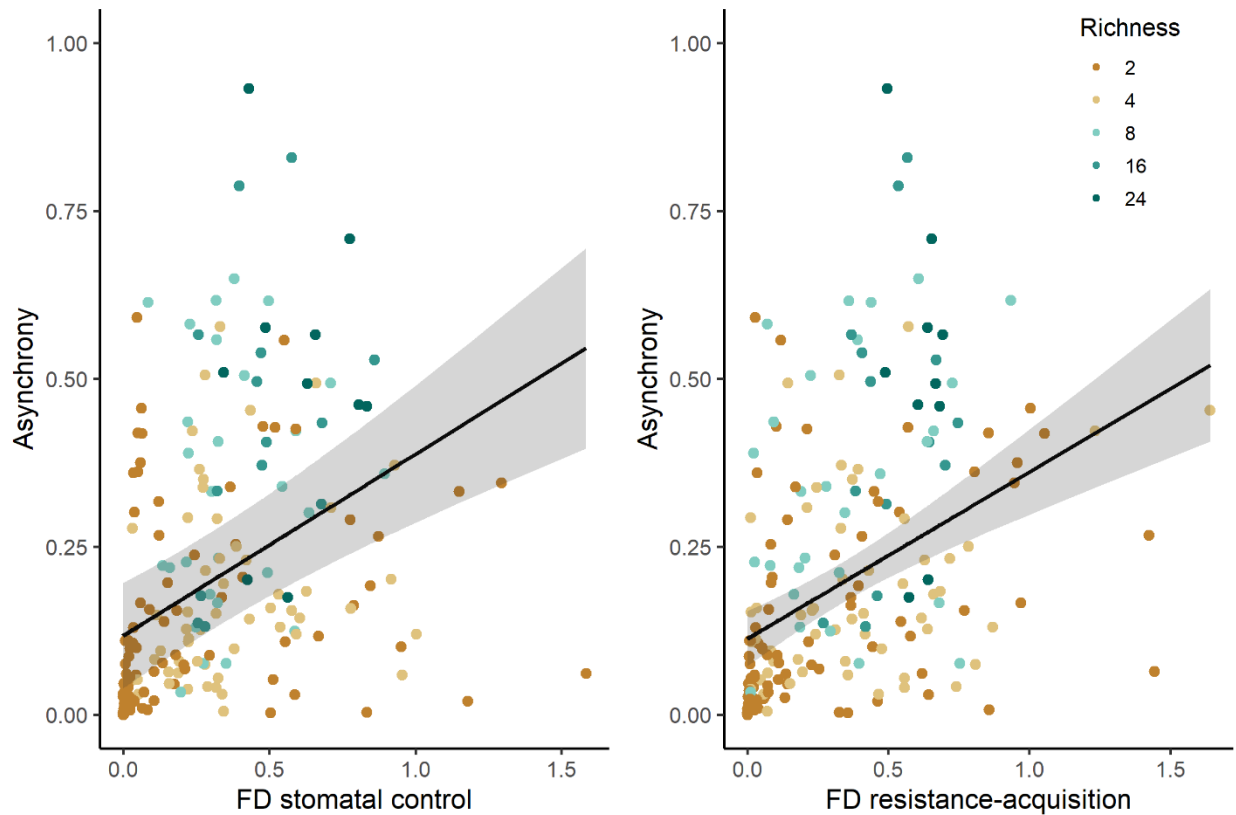 Asynchrony
1.00
0.75
0.50
0.25
0.00
0.0 0.5 1.0 1.5
FD stomatal control
Asynchrony
1.00
0.75
0.50
0.25
0.00
0.0 0.5 1.0 1.5
FD resistance-acquisition
Richness
2
4
8
16
24